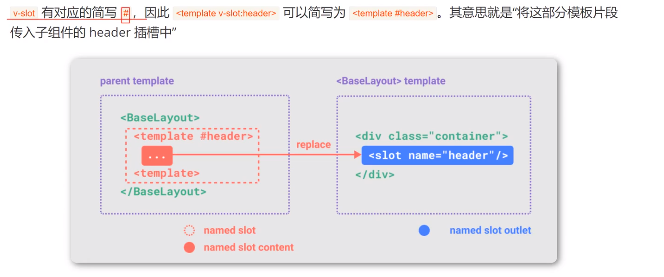 v-slot 有对应的简写 #，因此 <template v-slot:header> 可以简写为 <template #header>。其意思就是“将这部分模板片段
传入子组件的 header 插槽中”
parent template
<BaseLayout> template
<BaseLayout>
<template #header>
...
<template>
</BaseLayout>
replace
<div class="container">
<slot name="header"/>
</div>
named slot
named slot content
named slot outlet